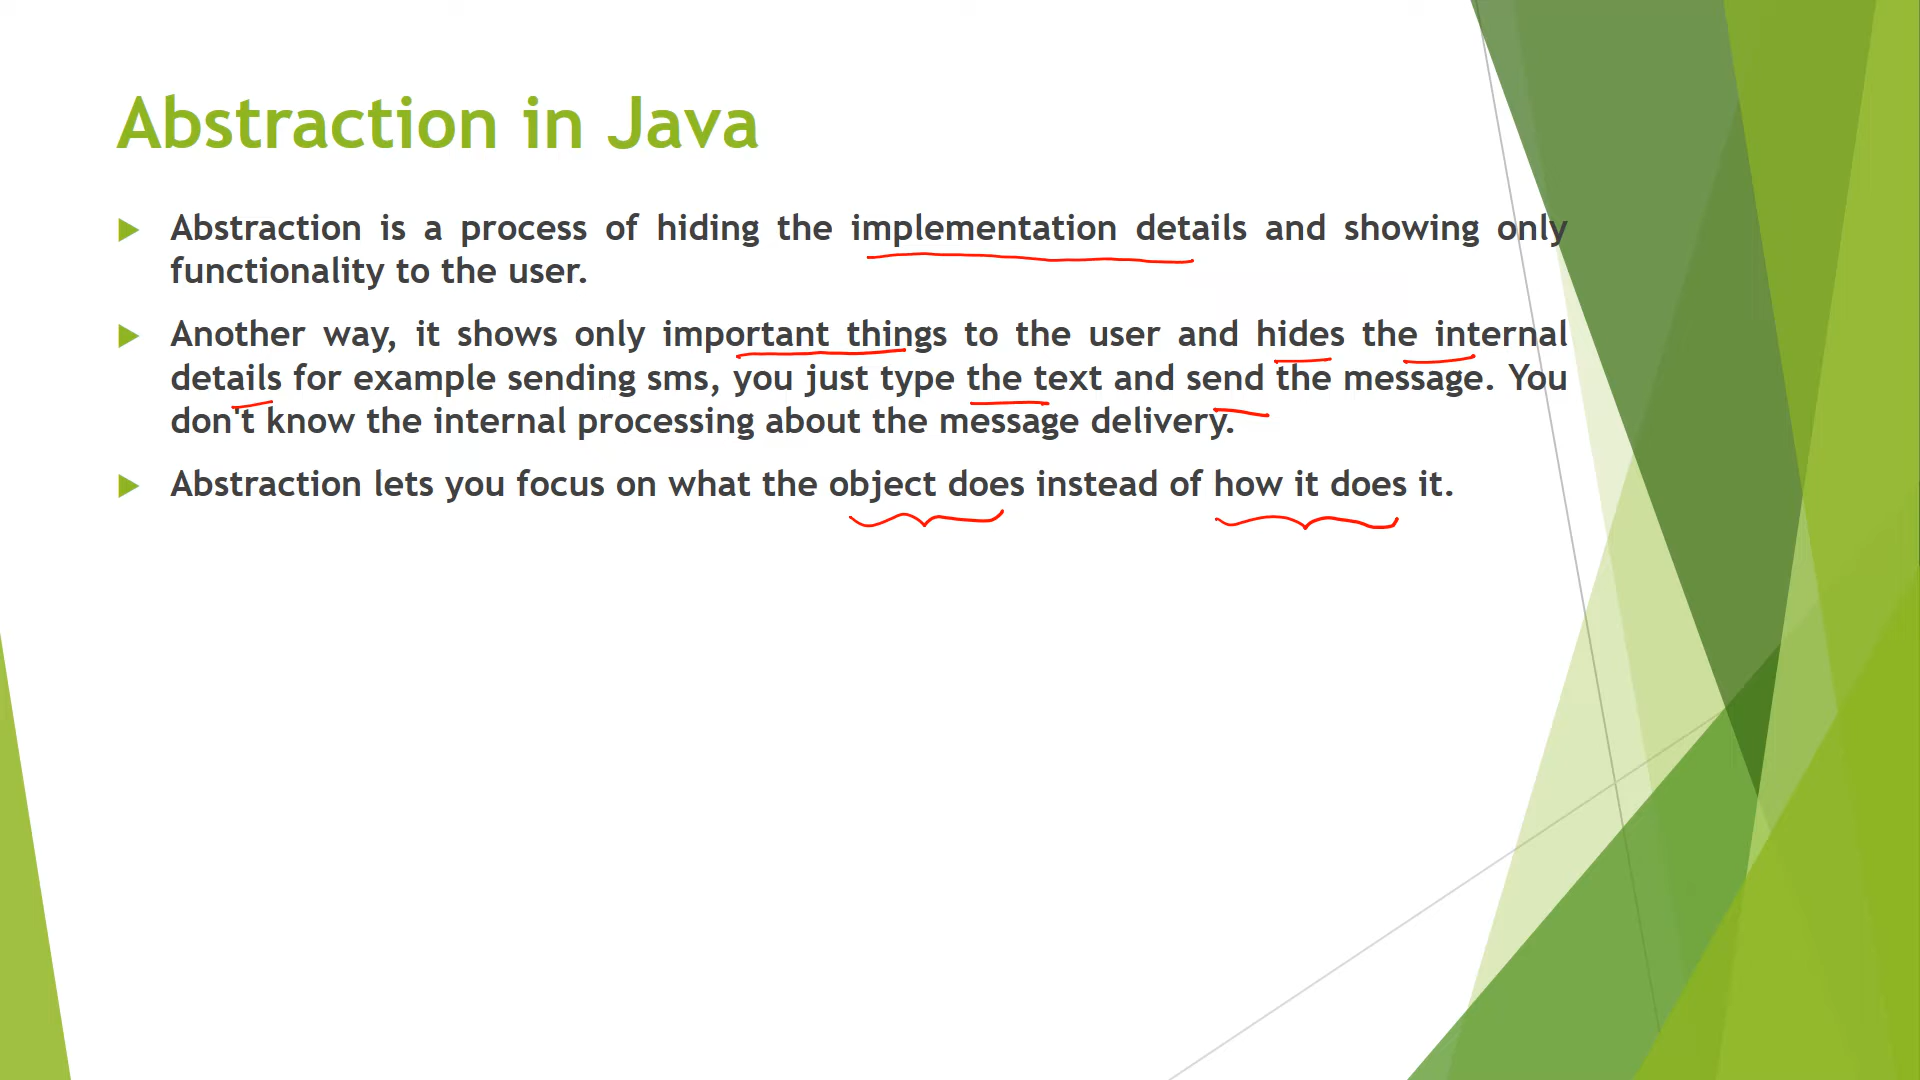 Abstraction in Java
Abstraction is a process of hiding the implementation details and showing only
functionality to the user.
Another way, it shows only important things to the user and hides the internal
details for example sending sms, you just type the text and send the message. You
don't know the internal processing about the message delivery.
Abstraction lets you focus on what the object does instead of how it does it.